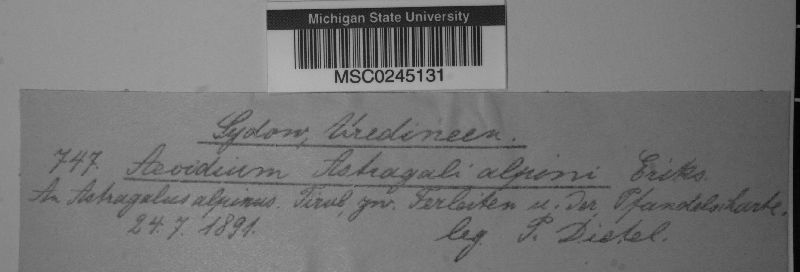 Michigan State University
MSC0245131
Sydow, Uredineen.
747. Aecidium Astragali alpini Eriks.
An Astragalus alpinus. Tirol, zw. Ferleiten u. der Pfandelscharte.
24.7.1891. leg. P. Dietel.